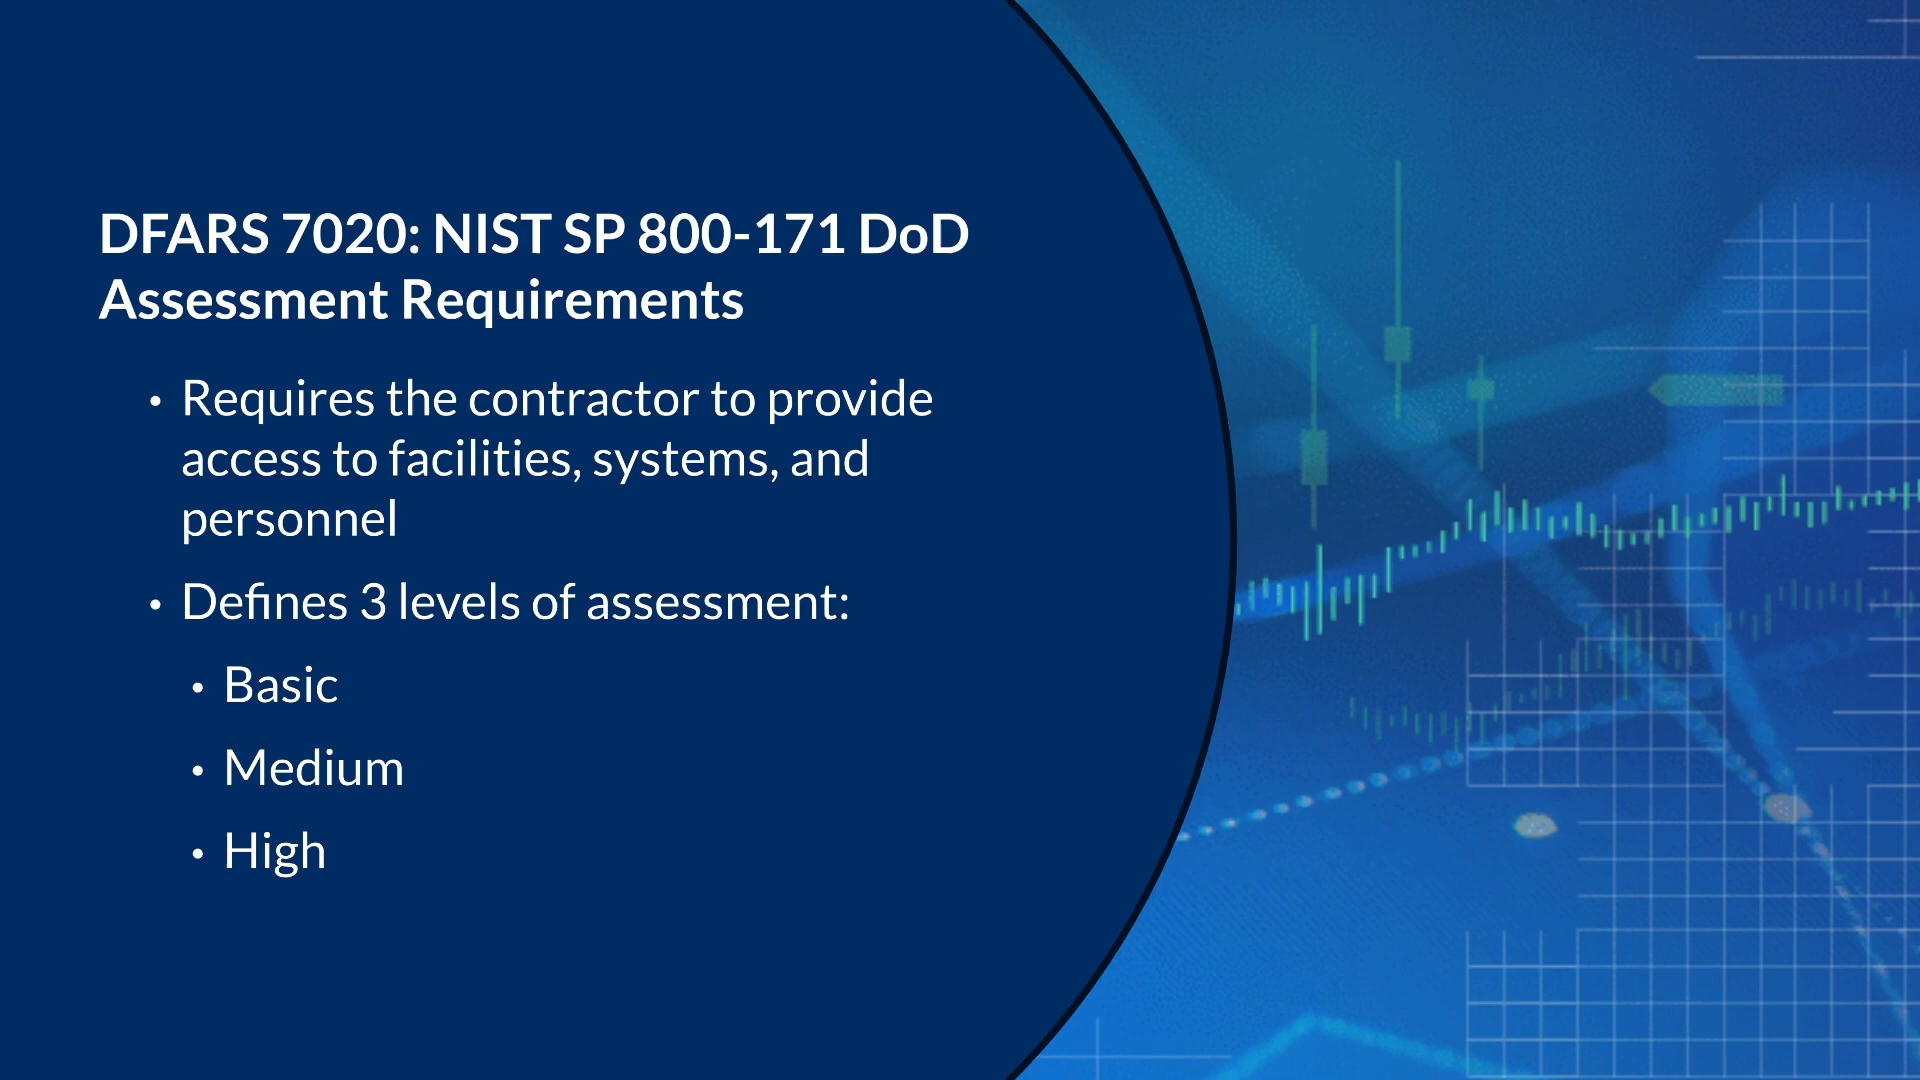 DFARS 7020: NIST SP 800-171 DoD
Assessment Requirements
• Requires the contractor to provide
access to facilities, systems, and
personnel
• Defines 3 levels of assessment:
• Basic
• Medium
• High